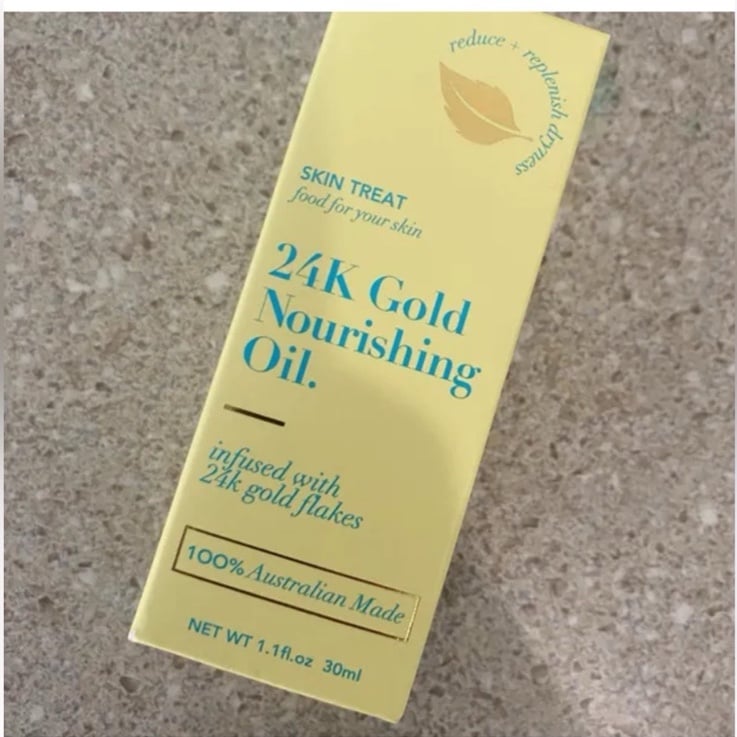 reduce + replenish dryness
SKIN TREAT
food for your skin
24K Gold
Nourishing
Oil.
infused with
24k gold flakes
100% Australian Made
NET WT 1.1fl.oz 30ml